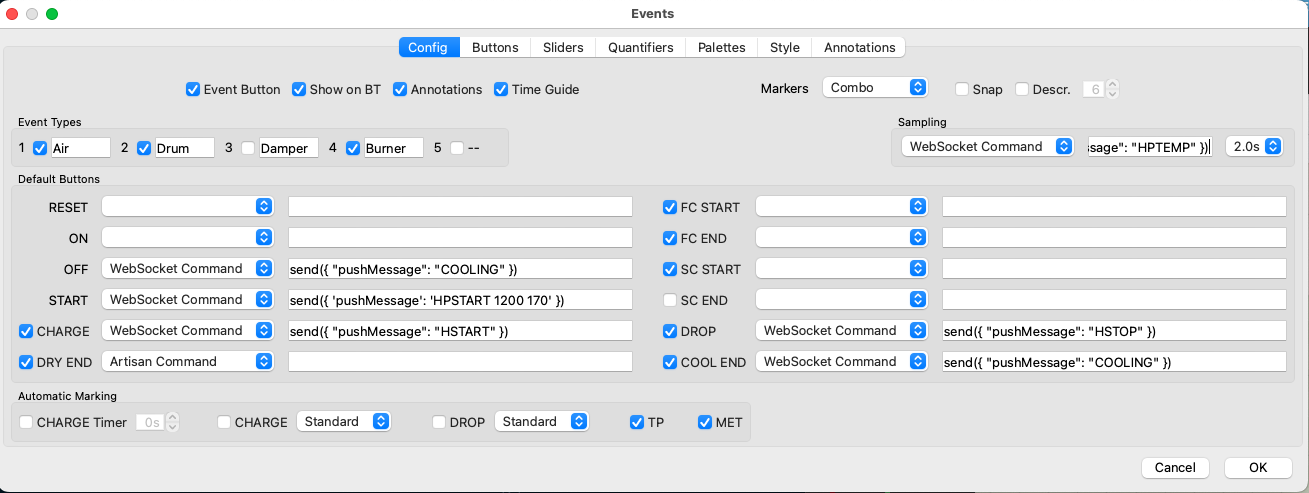 Events
Config Buttons Sliders Quantifiers Palettes Style Annotations
Event Button Show on BT Annotations Time Guide Markers Combo Snap Descr. 6
Event Types Sampling
1 Air 2 Drum 3 Damper 4 Burner 5 -- WebSocket Command sage": "HPTEMP" }) 2.0s
Default Buttons
RESET FC START
ON FC END
OFF WebSocket Command send({ "pushMessage": "COOLING" }) SC START
START WebSocket Command send({ 'pushMessage': 'HPSTART 1200 170' }) SC END
CHARGE WebSocket Command send({ "pushMessage": "HSTART" }) DROP WebSocket Command send({ "pushMessage": "HSTOP" })
DRY END Artisan Command COOL END WebSocket Command send({ "pushMessage": "COOLING" })
Automatic Marking
CHARGE Timer 0s CHARGE Standard DROP Standard TP MET
Cancel OK